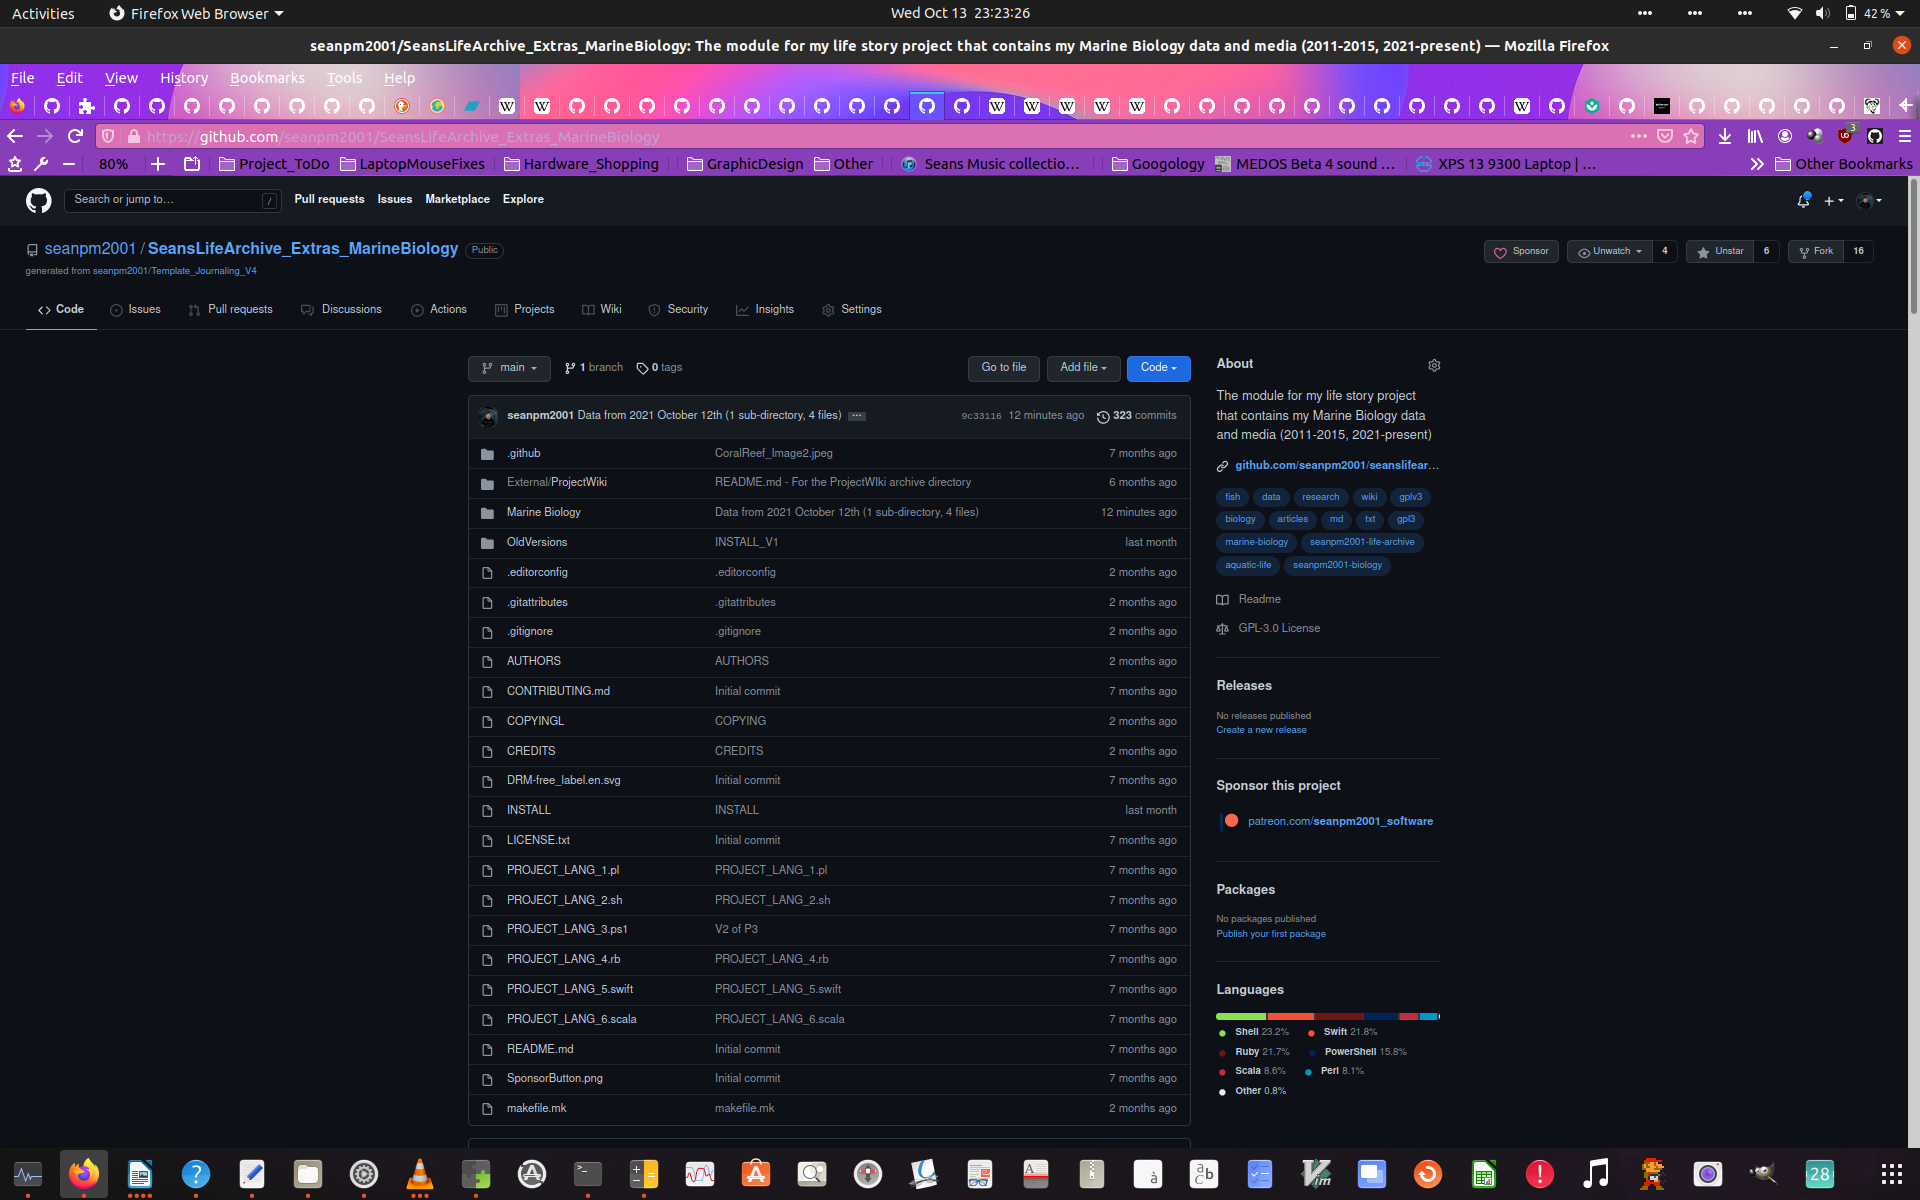 Activities Firefox Web Browser Wed Oct 13 23:23:26 42 %
seanpm2001/SeansLifeArchive_Extras_MarineBiology: The module for my life story project that contains my Marine Biology data and media (2011-2015, 2021-present) — Mozilla Firefox
File Edit View History Bookmarks Tools Help
https://github.com/seanpm2001/SeansLifeArchive_Extras_MarineBiology 3
80% Project_ToDo LaptopMouseFixes Hardware_Shopping GraphicDesign Other Seans Music collectio… Googology MEDOS Beta 4 sound … XPS 13 9300 Laptop | … Other Bookmarks
Search or jump to… / Pull requests Issues Marketplace Explore
seanpm2001 / SeansLifeArchive_Extras_MarineBiology Public Sponsor Unwatch 4 Unstar 6 Fork 16
generated from seanpm2001/Template_Journaling_V4
Code Issues Pull requests Discussions Actions Projects Wiki Security Insights Settings
main 1 branch 0 tags Go to file Add file Code
seanpm2001 Data from 2021 October 12th (1 sub-directory, 4 files) ... 9c33116 12 minutes ago 323 commits
.github CoralReef_Image2.jpeg 7 months ago
External/ProjectWiki README.md - For the ProjectWIki archive directory 6 months ago
Marine Biology Data from 2021 October 12th (1 sub-directory, 4 files) 12 minutes ago
OldVersions INSTALL_V1 last month
.editorconfig .editorconfig 2 months ago
.gitattributes .gitattributes 2 months ago
.gitignore .gitignore 2 months ago
AUTHORS AUTHORS 2 months ago
CONTRIBUTING.md Initial commit 7 months ago
COPYINGL COPYING 2 months ago
CREDITS CREDITS 2 months ago
DRM-free_label.en.svg Initial commit 7 months ago
INSTALL INSTALL last month
LICENSE.txt Initial commit 7 months ago
PROJECT_LANG_1.pl PROJECT_LANG_1.pl 7 months ago
PROJECT_LANG_2.sh PROJECT_LANG_2.sh 7 months ago
PROJECT_LANG_3.ps1 V2 of P3 7 months ago
PROJECT_LANG_4.rb PROJECT_LANG_4.rb 7 months ago
PROJECT_LANG_5.swift PROJECT_LANG_5.swift 7 months ago
PROJECT_LANG_6.scala PROJECT_LANG_6.scala 7 months ago
README.md Initial commit 7 months ago
SponsorButton.png Initial commit 7 months ago
makefile.mk makefile.mk 2 months ago
About
The module for my life story project
that contains my Marine Biology data
and media (2011-2015, 2021-present)
github.com/seanpm2001/seanslifear…
fish data research wiki gplv3
biology articles md txt gpl3
marine-biology seanpm2001-life-archive
aquatic-life seanpm2001-biology
Readme
GPL-3.0 License
Releases
No releases published
Create a new release
Sponsor this project
patreon.com/seanpm2001_software
Packages
No packages published
Publish your first package
Languages
Shell 23.2% Swift 21.8%
Ruby 21.7% PowerShell 15.8%
Scala 8.6% Perl 8.1%
Other 0.8%
28